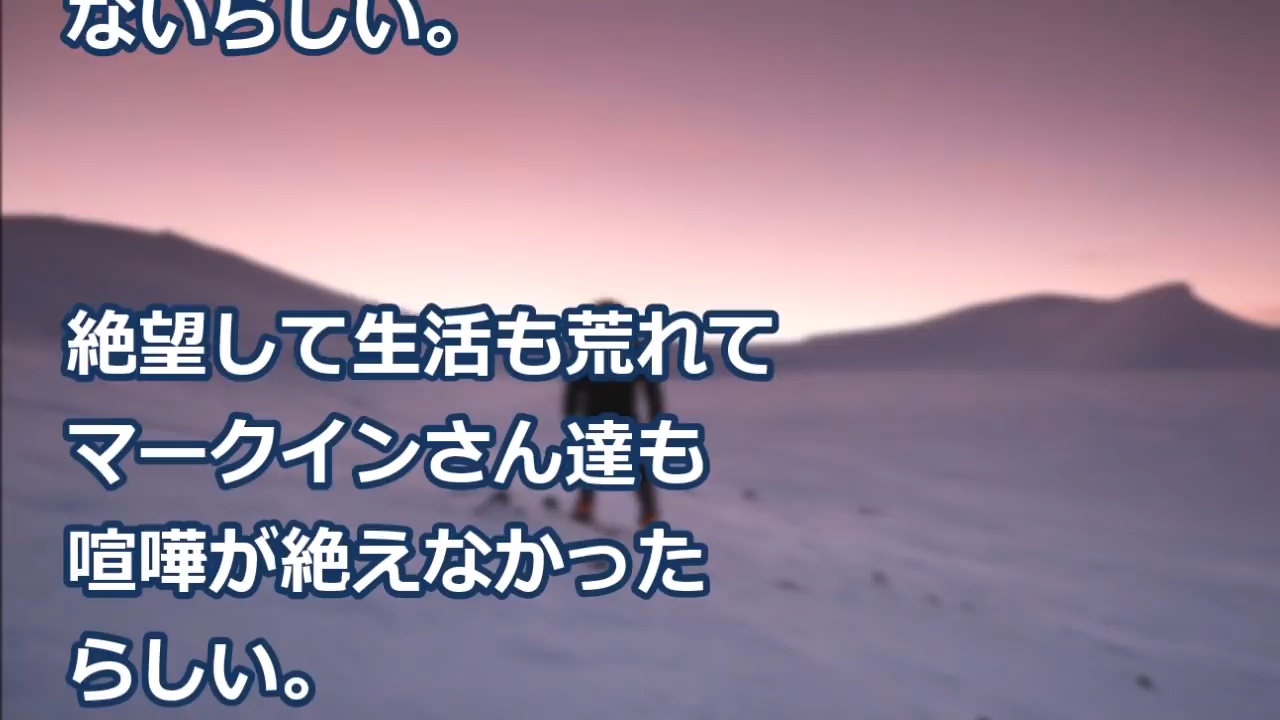 ないらしい。
絶望して生活も荒れて
マークインさん達も
喧嘩が絶えなかった
らしい。